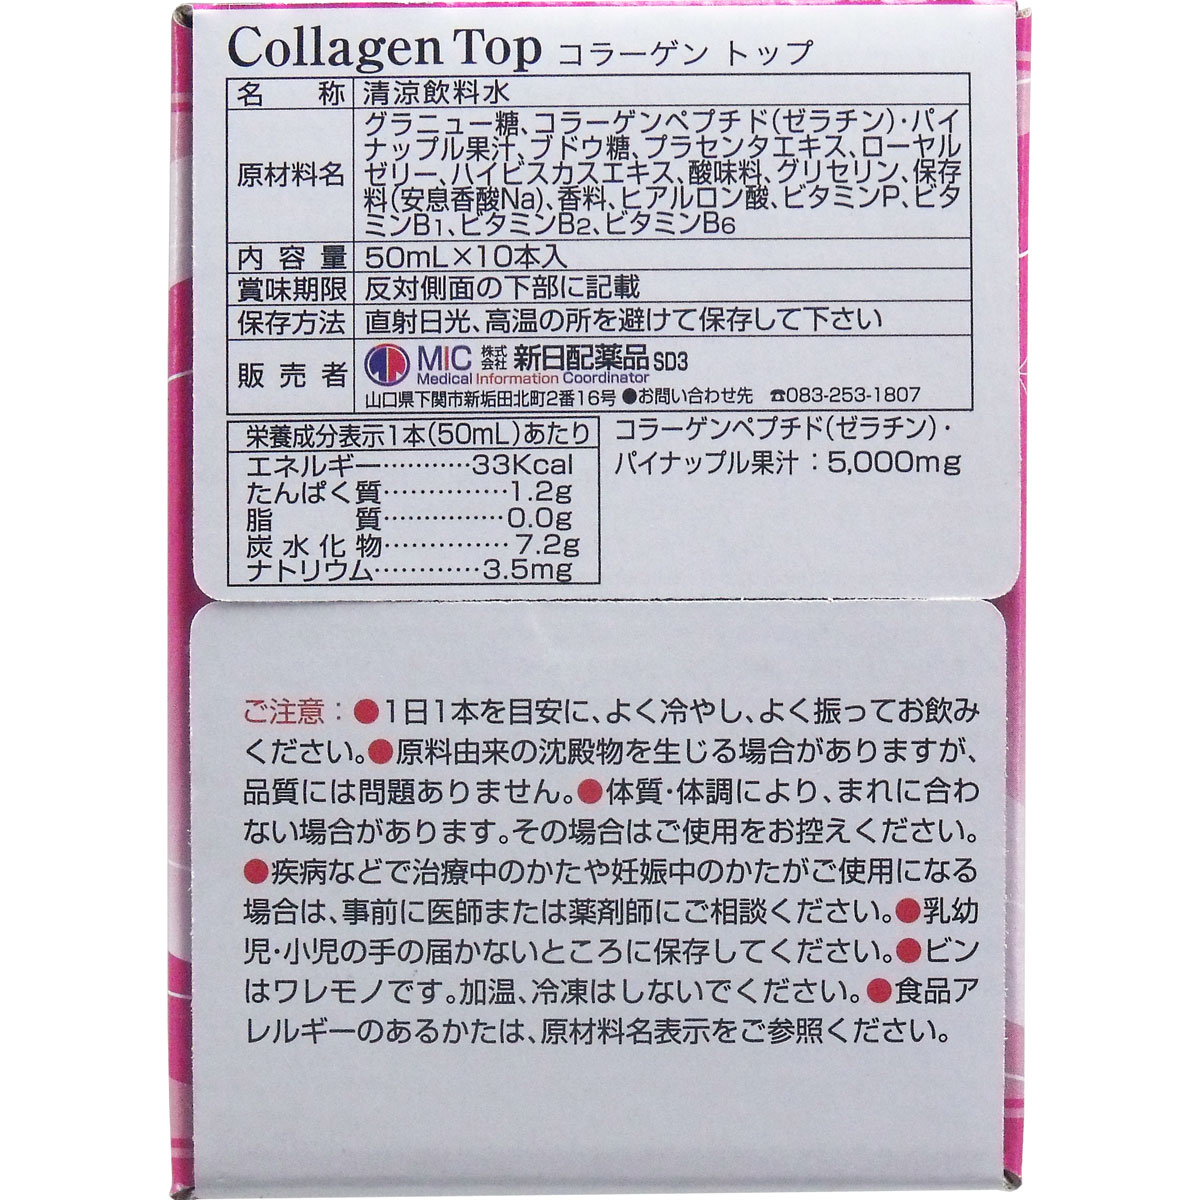 Collagen Top コラーゲン トップ
名称 清涼飲料水
原材料名 グラニュー糖、コラーゲンペプチド(ゼラチン)・パイ
ナップル果汁、ブドウ糖、プラセンタエキス、ローヤル
ゼリー、ハイビスカスエキス、酸味料、グリセリン、保存
料(安息香酸Na)、香料、ヒアルロン酸、ビタミンP、ビタ
ミンB1、ビタミンB2、ビタミンB6
内容量 50mL×10本入
賞味期限 反対側面の下部に記載
保存方法 直射日光、高温の所を避けて保存して下さい
販売者 MIC 株式会社 新日配薬品 SD3
Medical Information Coordinator
山口県下関市新垢田北町2番16号 ●お問い合わせ先 ☎083-253-1807
栄養成分表示1本(50mL)あたり
エネルギー…………33Kcal
たんぱく質……………1.2g
脂質……………0.0g
炭水化物……………7.2g
ナトリウム…………3.5mg
コラーゲンペプチド(ゼラチン)・
パイナップル果汁：5,000mg
ご注意：●1日1本を目安に、よく冷やし、よく振ってお飲み
ください。●原料由来の沈殿物を生じる場合がありますが、
品質には問題ありません。●体質・体調により、まれに合わ
ない場合があります。その場合はご使用をお控えください。
●疾病などで治療中のかたや妊娠中のかたがご使用になる
場合は、事前に医師または薬剤師にご相談ください。●乳幼
児・小児の手の届かないところに保存してください。●ビン
はワレモノです。加温、冷凍はしないでください。●食品ア
レルギーのあるかたは、原材料名表示をご参照ください。